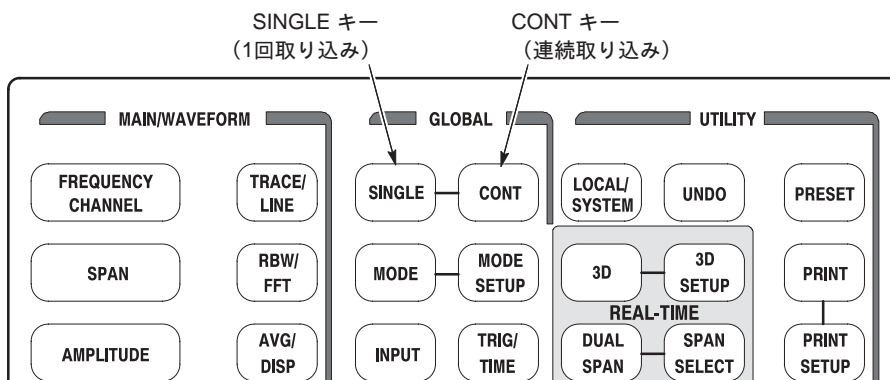 SINGLE キー
（1回取り込み）
CONT キー
（連続取り込み）
MAIN/WAVEFORM
GLOBAL
UTILITY
FREQUENCY
CHANNEL
TRACE/
LINE
SINGLE
CONT
LOCAL/
SYSTEM
UNDO
PRESET
SPAN
RBW/
FFT
MODE
MODE
SETUP
3D
3D
SETUP
PRINT
REAL-TIME
AMPLITUDE
AVG/
DISP
INPUT
TRIG/
TIME
DUAL
SPAN
SPAN
SELECT
PRINT
SETUP